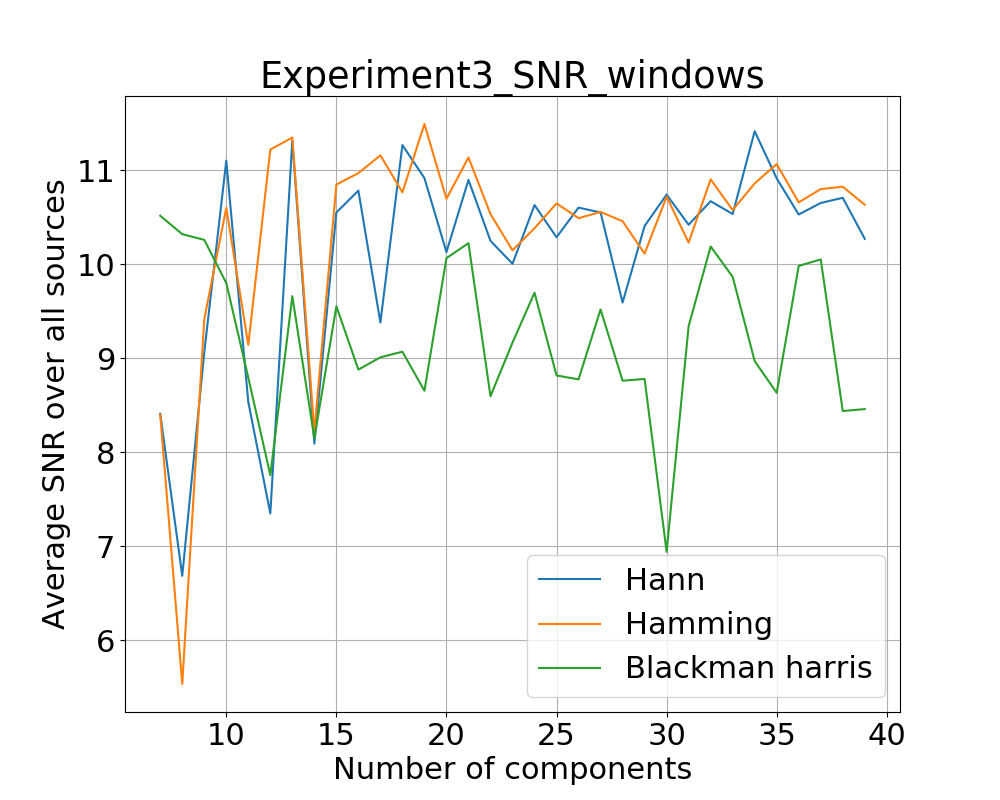 Experiment3_SNR_windows
Average SNR over all sources
11
10
9
8
7
6
10 15 20 25 30 35 40
Number of components
Hann
Hamming
Blackman harris